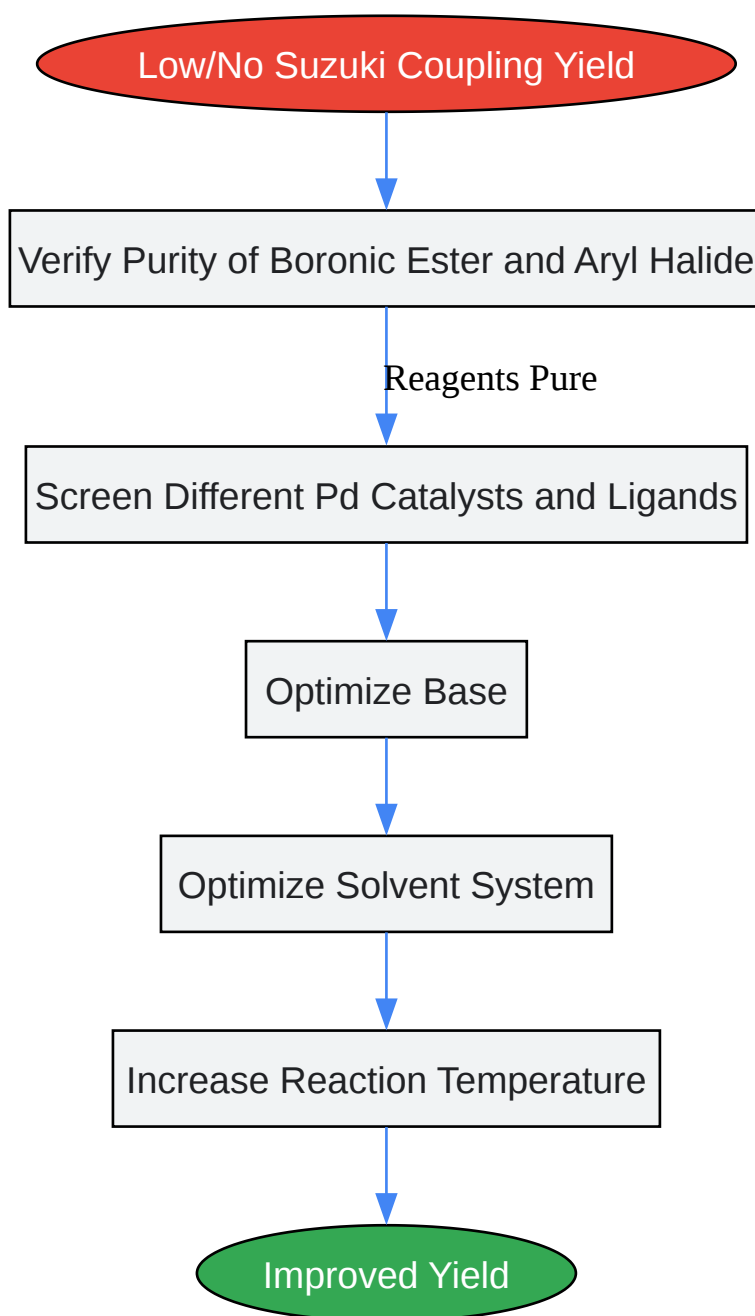 Low/No Suzuki Coupling Yield
Verify Purity of Boronic Ester and Aryl Halide
Reagents Pure
Screen Different Pd Catalysts and Ligands
Optimize Base
Optimize Solvent System
Increase Reaction Temperature
Improved Yield